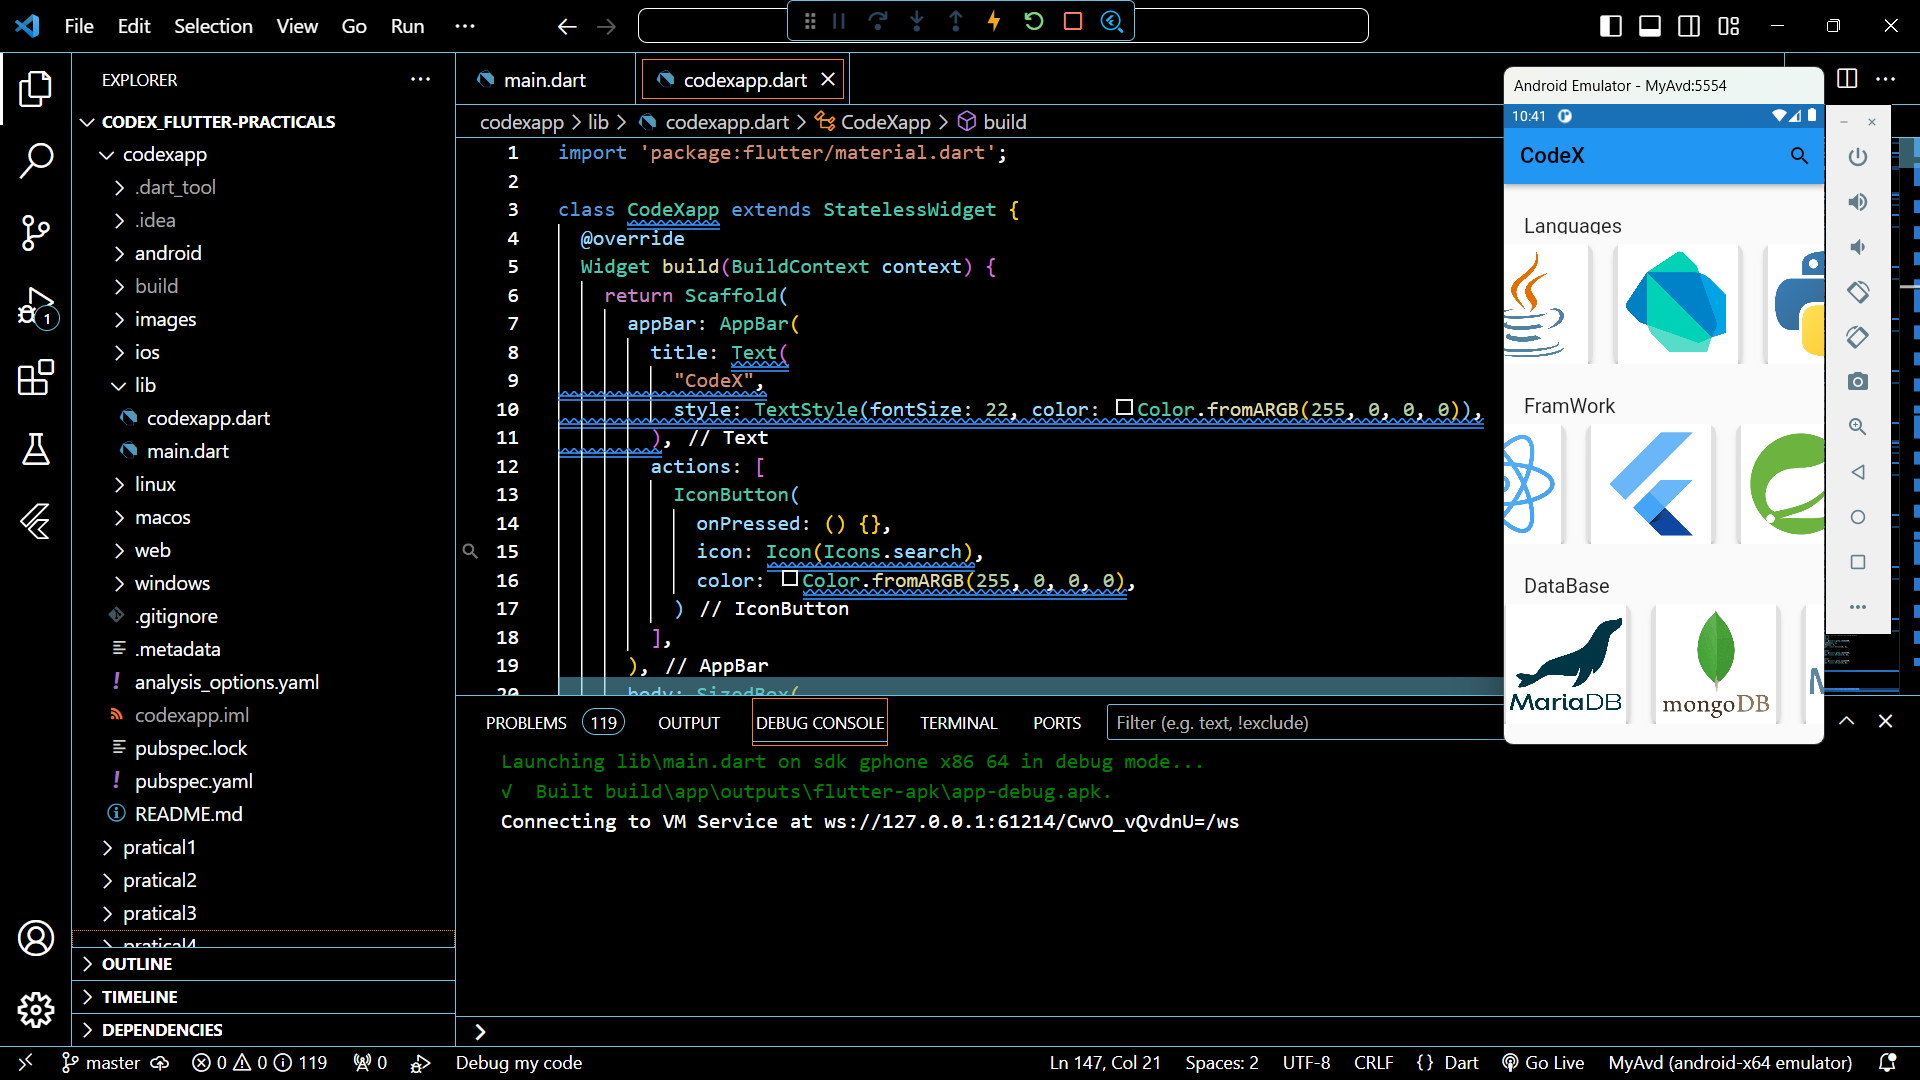 File Edit Selection View Go Run ···
EXPLORER
CODEX_FLUTTER-PRACTICALS
codexapp
.dart_tool
.idea
android
build
images
ios
lib
codexapp.dart
main.dart
linux
macos
web
windows
.gitignore
.metadata
analysis_options.yaml
codexapp.iml
pubspec.lock
pubspec.yaml
README.md
pratical1
pratical2
pratical3
pratical4
OUTLINE
TIMELINE
DEPENDENCIES
1
main.dart codexapp.dart
codexapp > lib > codexapp.dart > CodeXapp > build
1 import 'package:flutter/material.dart';
2
3 class CodeXapp extends StatelessWidget {
4 @override
5 Widget build(BuildContext context) {
6 return Scaffold(
7 appBar: AppBar(
8 title: Text(
9 "CodeX",
10 style: TextStyle(fontSize: 22, color: Color.fromARGB(255, 0, 0, 0)),
11 ), // Text
12 actions: [
13 IconButton(
14 onPressed: () {},
15 icon: Icon(Icons.search),
16 color: Color.fromARGB(255, 0, 0, 0),
17 ) // IconButton
18 ],
19 ), // AppBar
20 body: SizedBox(
PROBLEMS 119 OUTPUT DEBUG CONSOLE TERMINAL PORTS Filter (e.g. text, !exclude)
Launching lib\main.dart on sdk gphone x86 64 in debug mode...
√ Built build\app\outputs\flutter-apk\app-debug.apk.
Connecting to VM Service at ws://127.0.0.1:61214/CwvO_vQvdnU=/ws
Android Emulator - MyAvd:5554
10:41
CodeX
Languages
FramWork
DataBase
MariaDB
mongoDB
master 0 0 119 0 Debug my code Ln 147, Col 21 Spaces: 2 UTF-8 CRLF {} Dart Go Live MyAvd (android-x64 emulator)